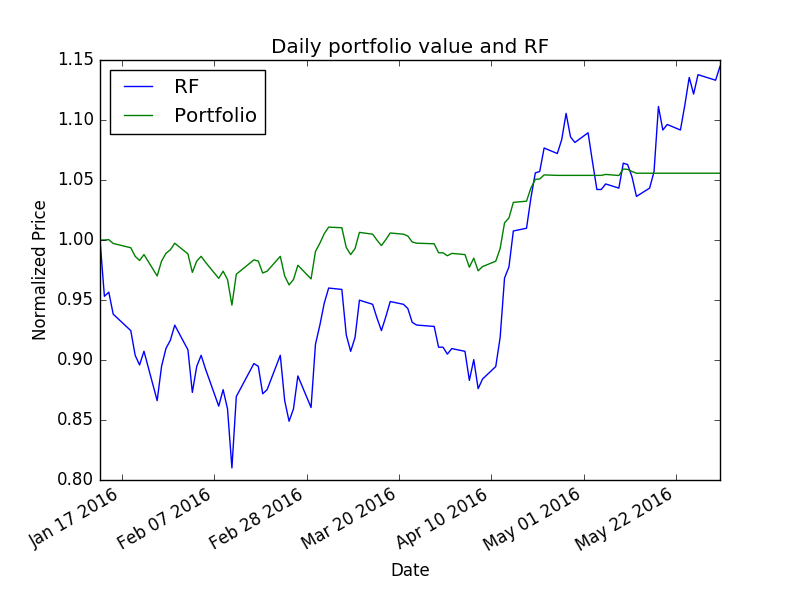 Daily portfolio value and RF
RF
Portfolio
Normalized Price
1.15
1.10
1.05
1.00
0.95
0.90
0.85
0.80
Jan 17 2016
Feb 07 2016
Feb 28 2016
Mar 20 2016
Apr 10 2016
May 01 2016
May 22 2016
Date